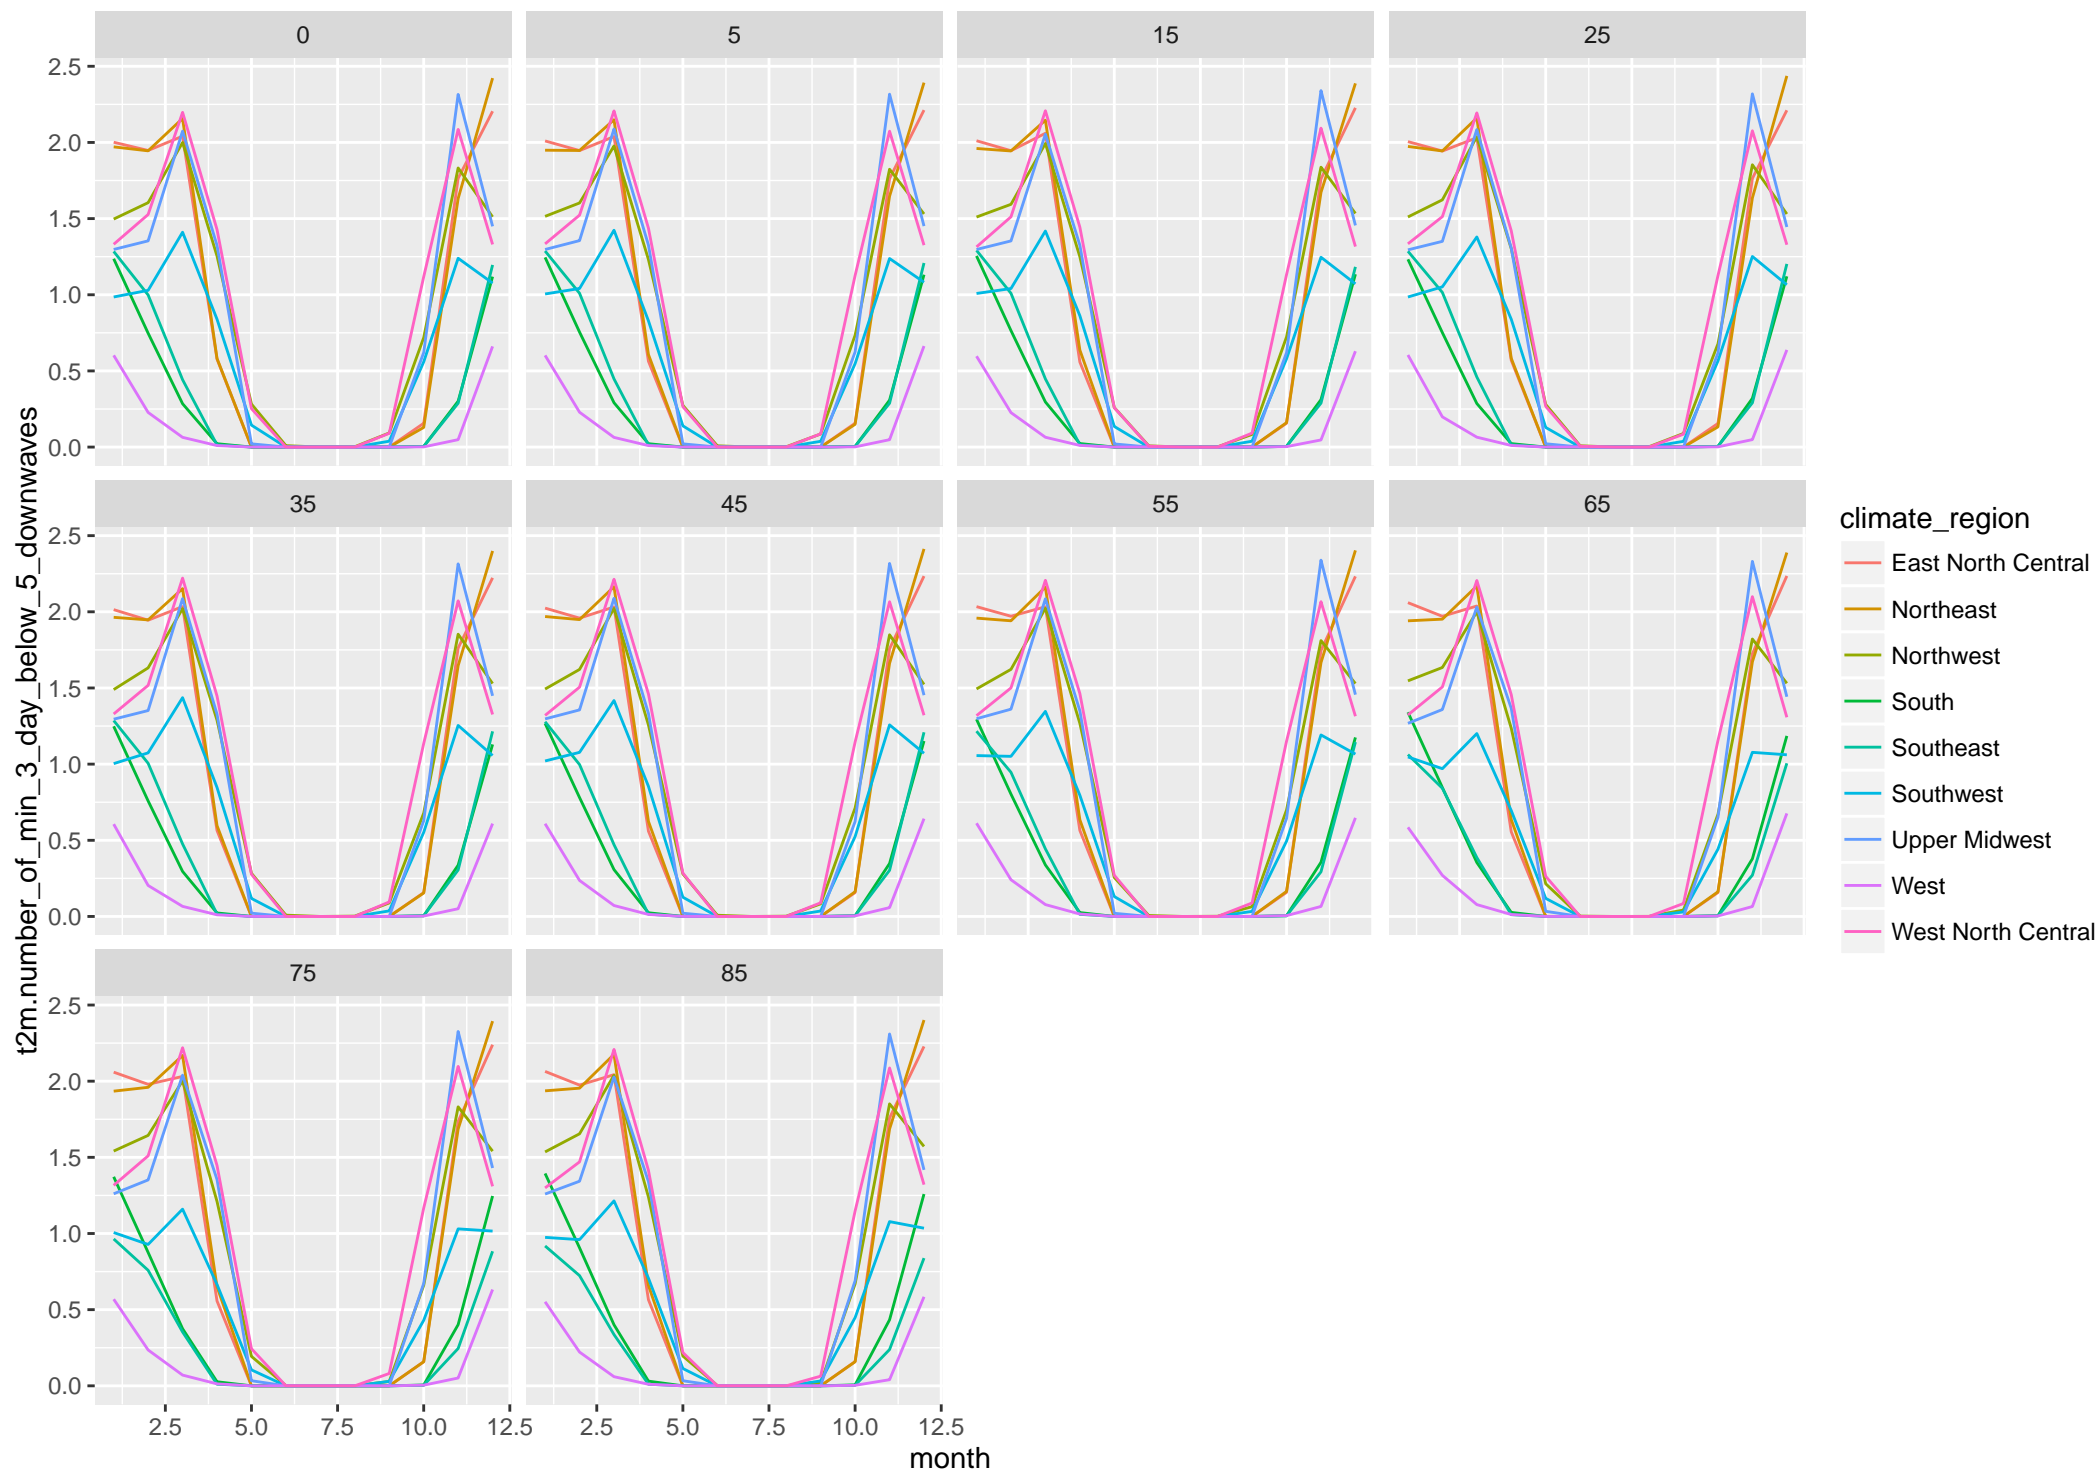 0 5 15 25
2.5
2.0
1.5
1.0
0.5
0.0
35 45 55 65
2.5
2.0
1.5
1.0
0.5
0.0
75 85
2.5
2.0
1.5
1.0
0.5
0.0
2.5 5.0 7.5 10.0 12.5 2.5 5.0 7.5 10.0 12.5
month
t2m.number_of_min_3_day_below_5_downwaves
climate_region
East North Central
Northeast
Northwest
South
Southeast
Southwest
Upper Midwest
West
West North Central